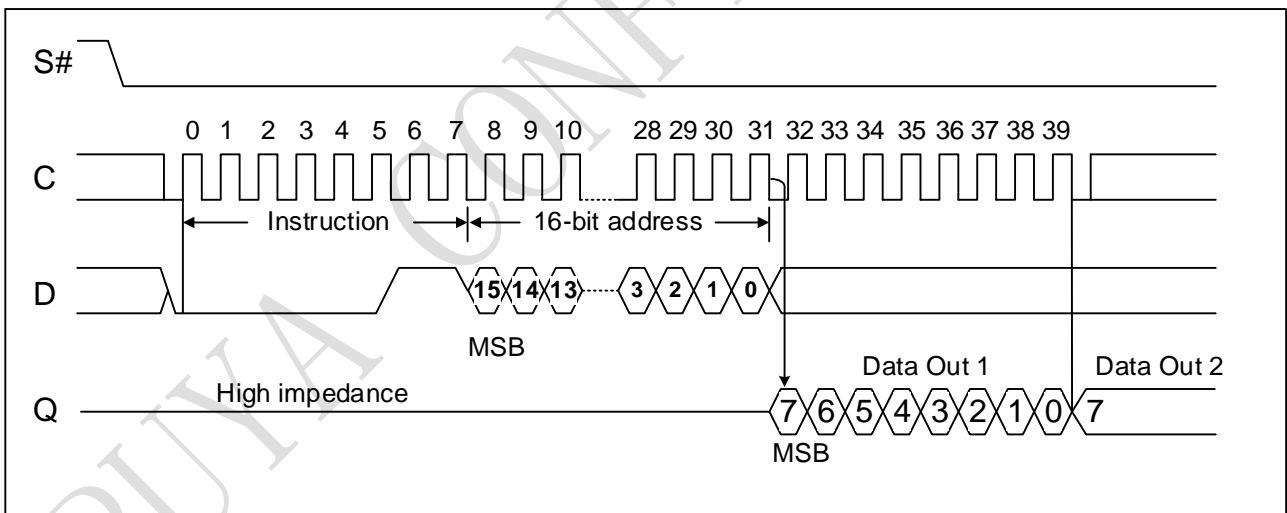 PUYA CONF
S#
0 1 2 3 4 5 6 7 8 9 10 28 29 30 31 32 33 34 35 36 37 38 39
C
Instruction 16-bit address
D
15 14 13 3 2 1 0
MSB
Data Out 1 Data Out 2
High impedance
Q
7 6 5 4 3 2 1 0 7
MSB